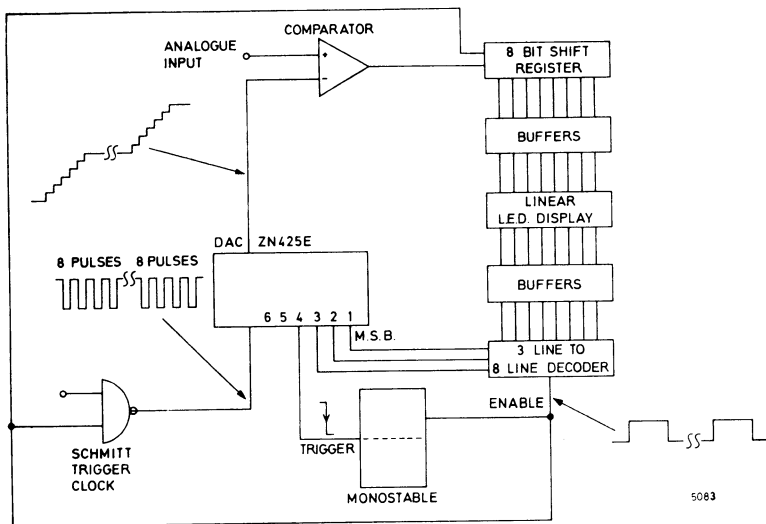 COMPARATOR
ANALOGUE
INPUT
+
−
8 BIT SHIFT
REGISTER
BUFFERS
LINEAR
L.E.D. DISPLAY
BUFFERS
3 LINE TO
8 LINE DECODER
DAC ZN425E
6 5 4 3 2 1
M.S.B.
8 PULSES 8 PULSES
ENABLE
TRIGGER
MONOSTABLE
SCHMITT
TRIGGER
CLOCK
5083